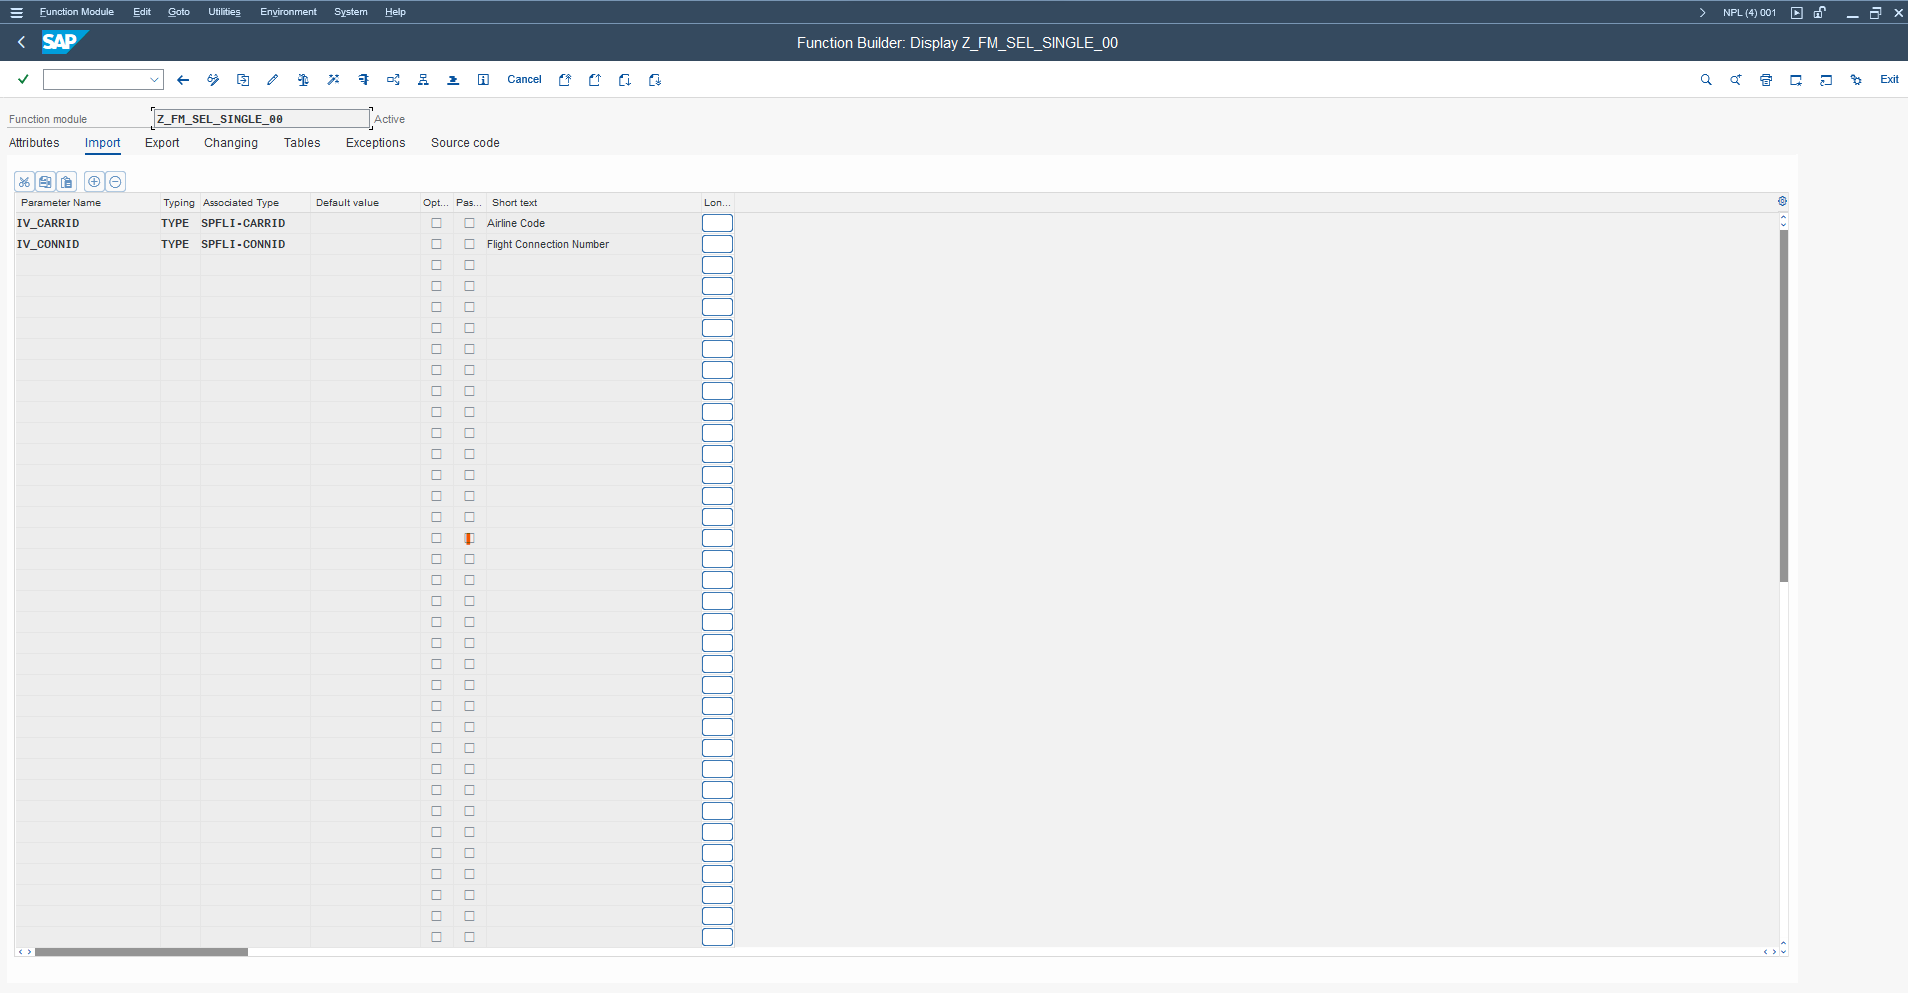 Function Module Edit Goto Utilities Environment System Help NPL (4) 001
SAP Function Builder: Display Z_FM_SEL_SINGLE_00
Cancel Exit
Function module Z_FM_SEL_SINGLE_00 Active
Attributes Import Export Changing Tables Exceptions Source code
Parameter Name Typing Associated Type Default value Opt... Pas... Short text Lon...
IV_CARRID TYPE SPFLI-CARRID Airline Code
IV_CONNID TYPE SPFLI-CONNID Flight Connection Number